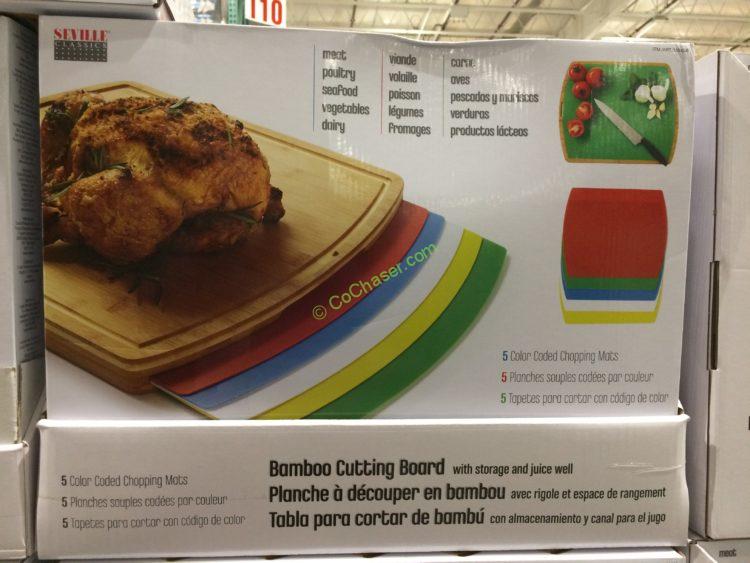 110
SEVILLE
CLASSICS
meat
poultry
seafood
vegetables
dairy
viande
volaille
poisson
légumes
fromages
carne
aves
pescados y mariscos
verduras
productos lácteos
© CoChaser.com
5 Color Coded Chopping Mats
5 Planches souples codées par couleur
5 Tapetes para cortar con código de color
5 Color Coded Chopping Mats
5 Planches souples codées par couleur
5 Tapetes para cortar con código de color
Bamboo Cutting Board with storage and juice well
Planche à découper en bambou avec rigole et espace de rangement
Tabla para cortar de bambú con almacenamiento y canal para el jugo
meat